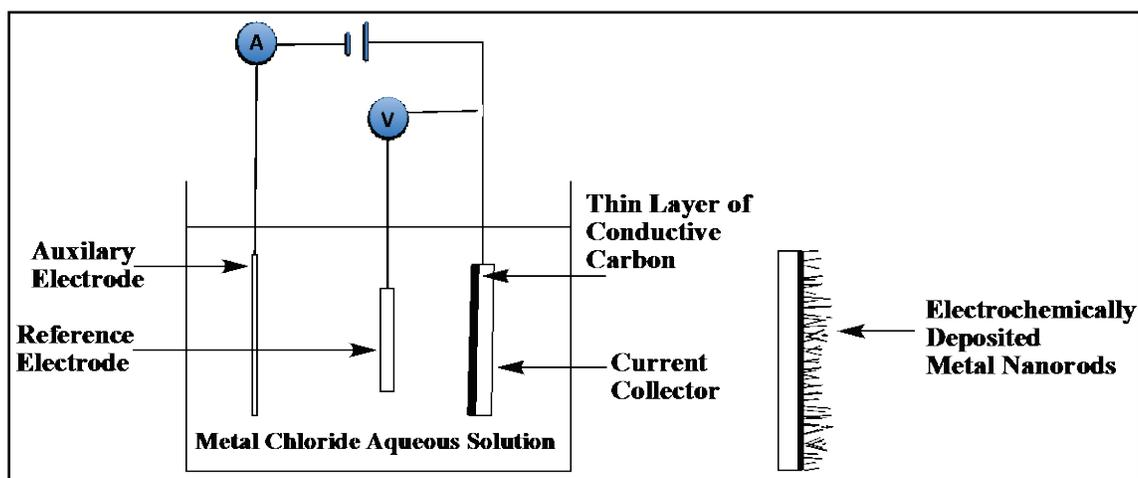 A
V
Thin Layer of
Conductive
Carbon
Auxilary
Electrode
Reference
Electrode
Current
Collector
Electrochemically
Deposited
Metal Nanorods
Metal Chloride Aqueous Solution